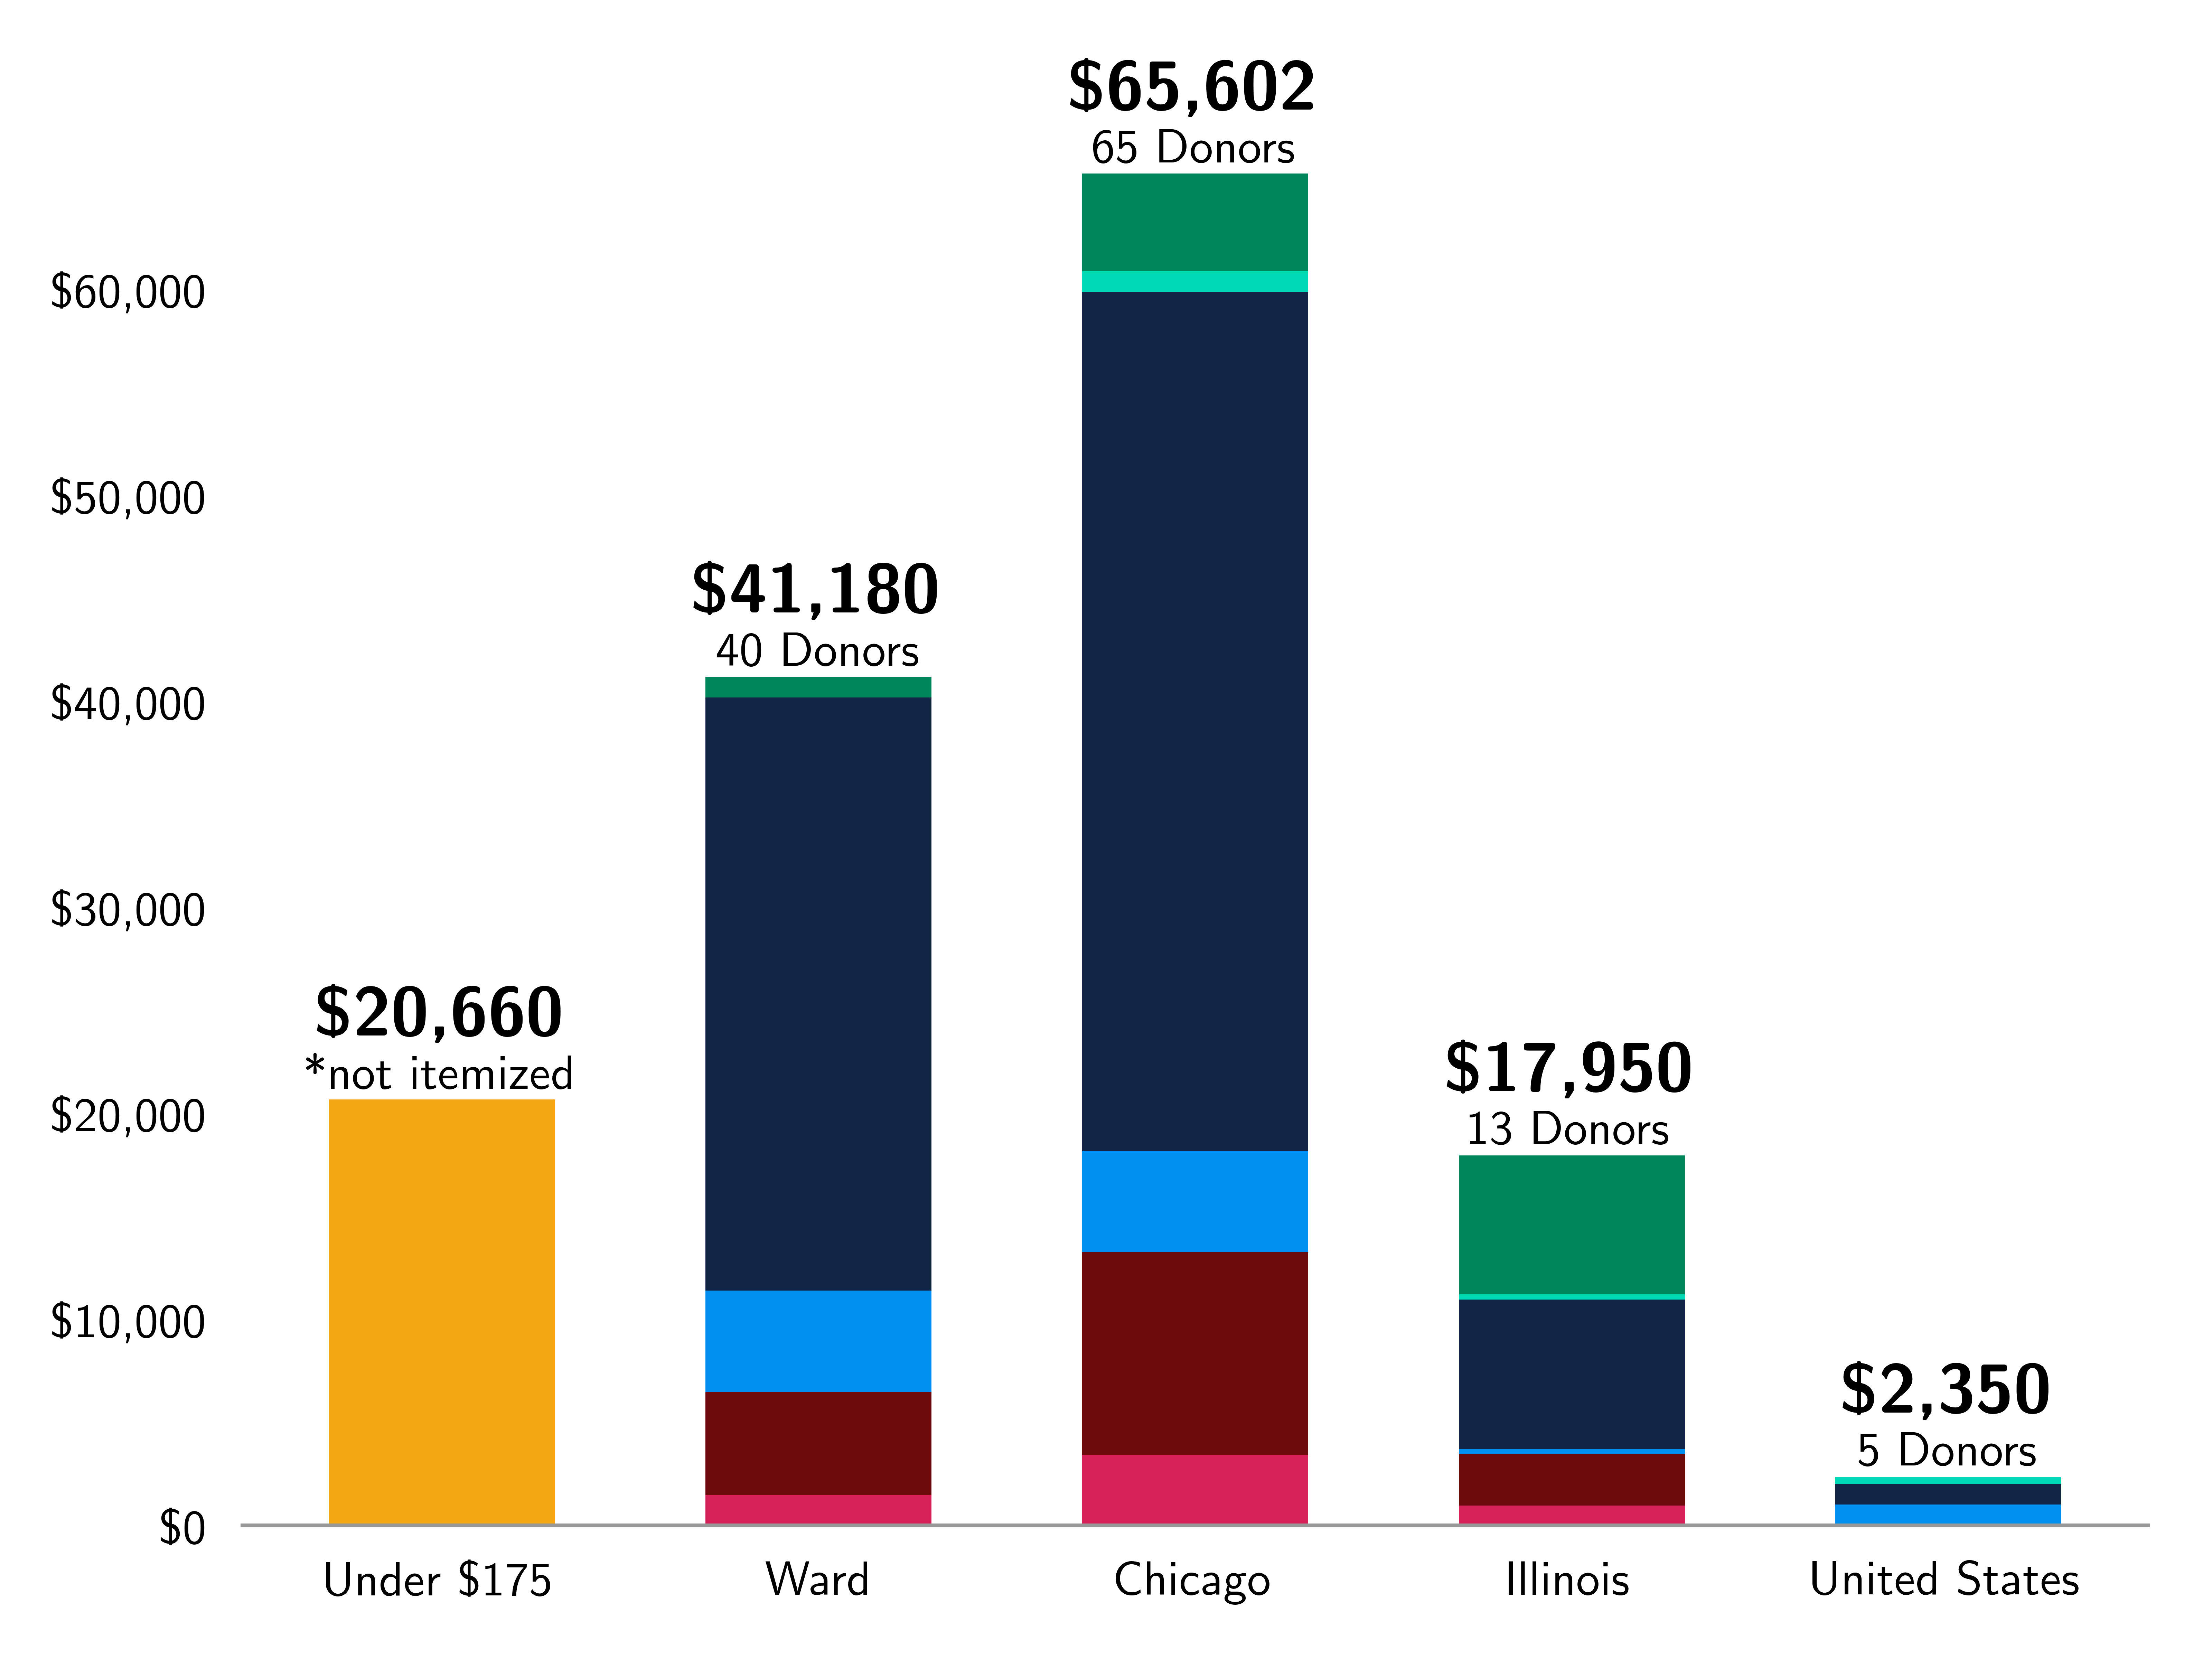 $65,602
65 Donors
$60,000
$50,000
$41,180
40 Donors
$40,000
$30,000
$20,660
*not itemized
$20,000
$17,950
13 Donors
$10,000
$2,350
5 Donors
$0
Under $175
Ward
Chicago
Illinois
United States